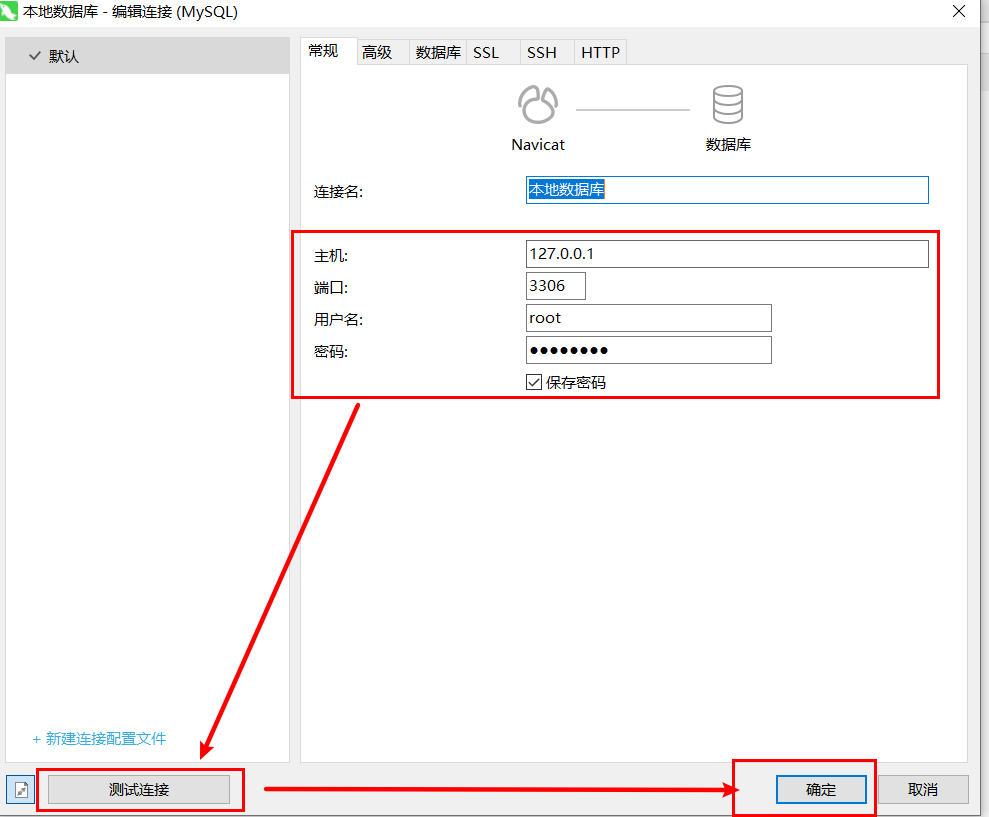 本地数据库 - 编辑连接 (MySQL)
默认
常规 高级 数据库 SSL SSH HTTP
Navicat 数据库
连接名: 本地数据库
主机: 127.0.0.1
端口: 3306
用户名: root
密码: ●●●●●●●●
保存密码
+ 新建连接配置文件
测试连接 确定 取消